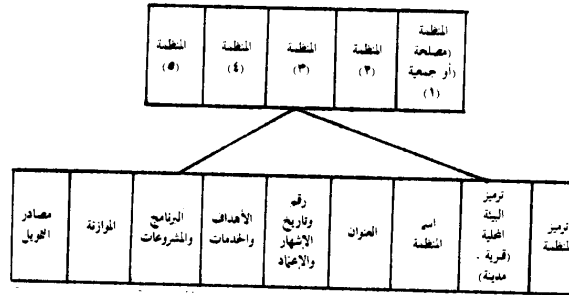 المنظمة
(مصلحة
(أو جمعية
(١)
المنظمة
(٢)
المنظمة
(٣)
المنظمة
(٤)
المنظمة
(٥)
ترميز
المنظمة
ترميز
البيئة
المحلية
(قرية -
مدينة)
اسم
المنظمة
العنوان
رقم
وتاريخ
الإشهار
والإعتماد
الأهداف
والخدمات
البرنامج
والمشروعات
الموازنة
مصادر
التمويل